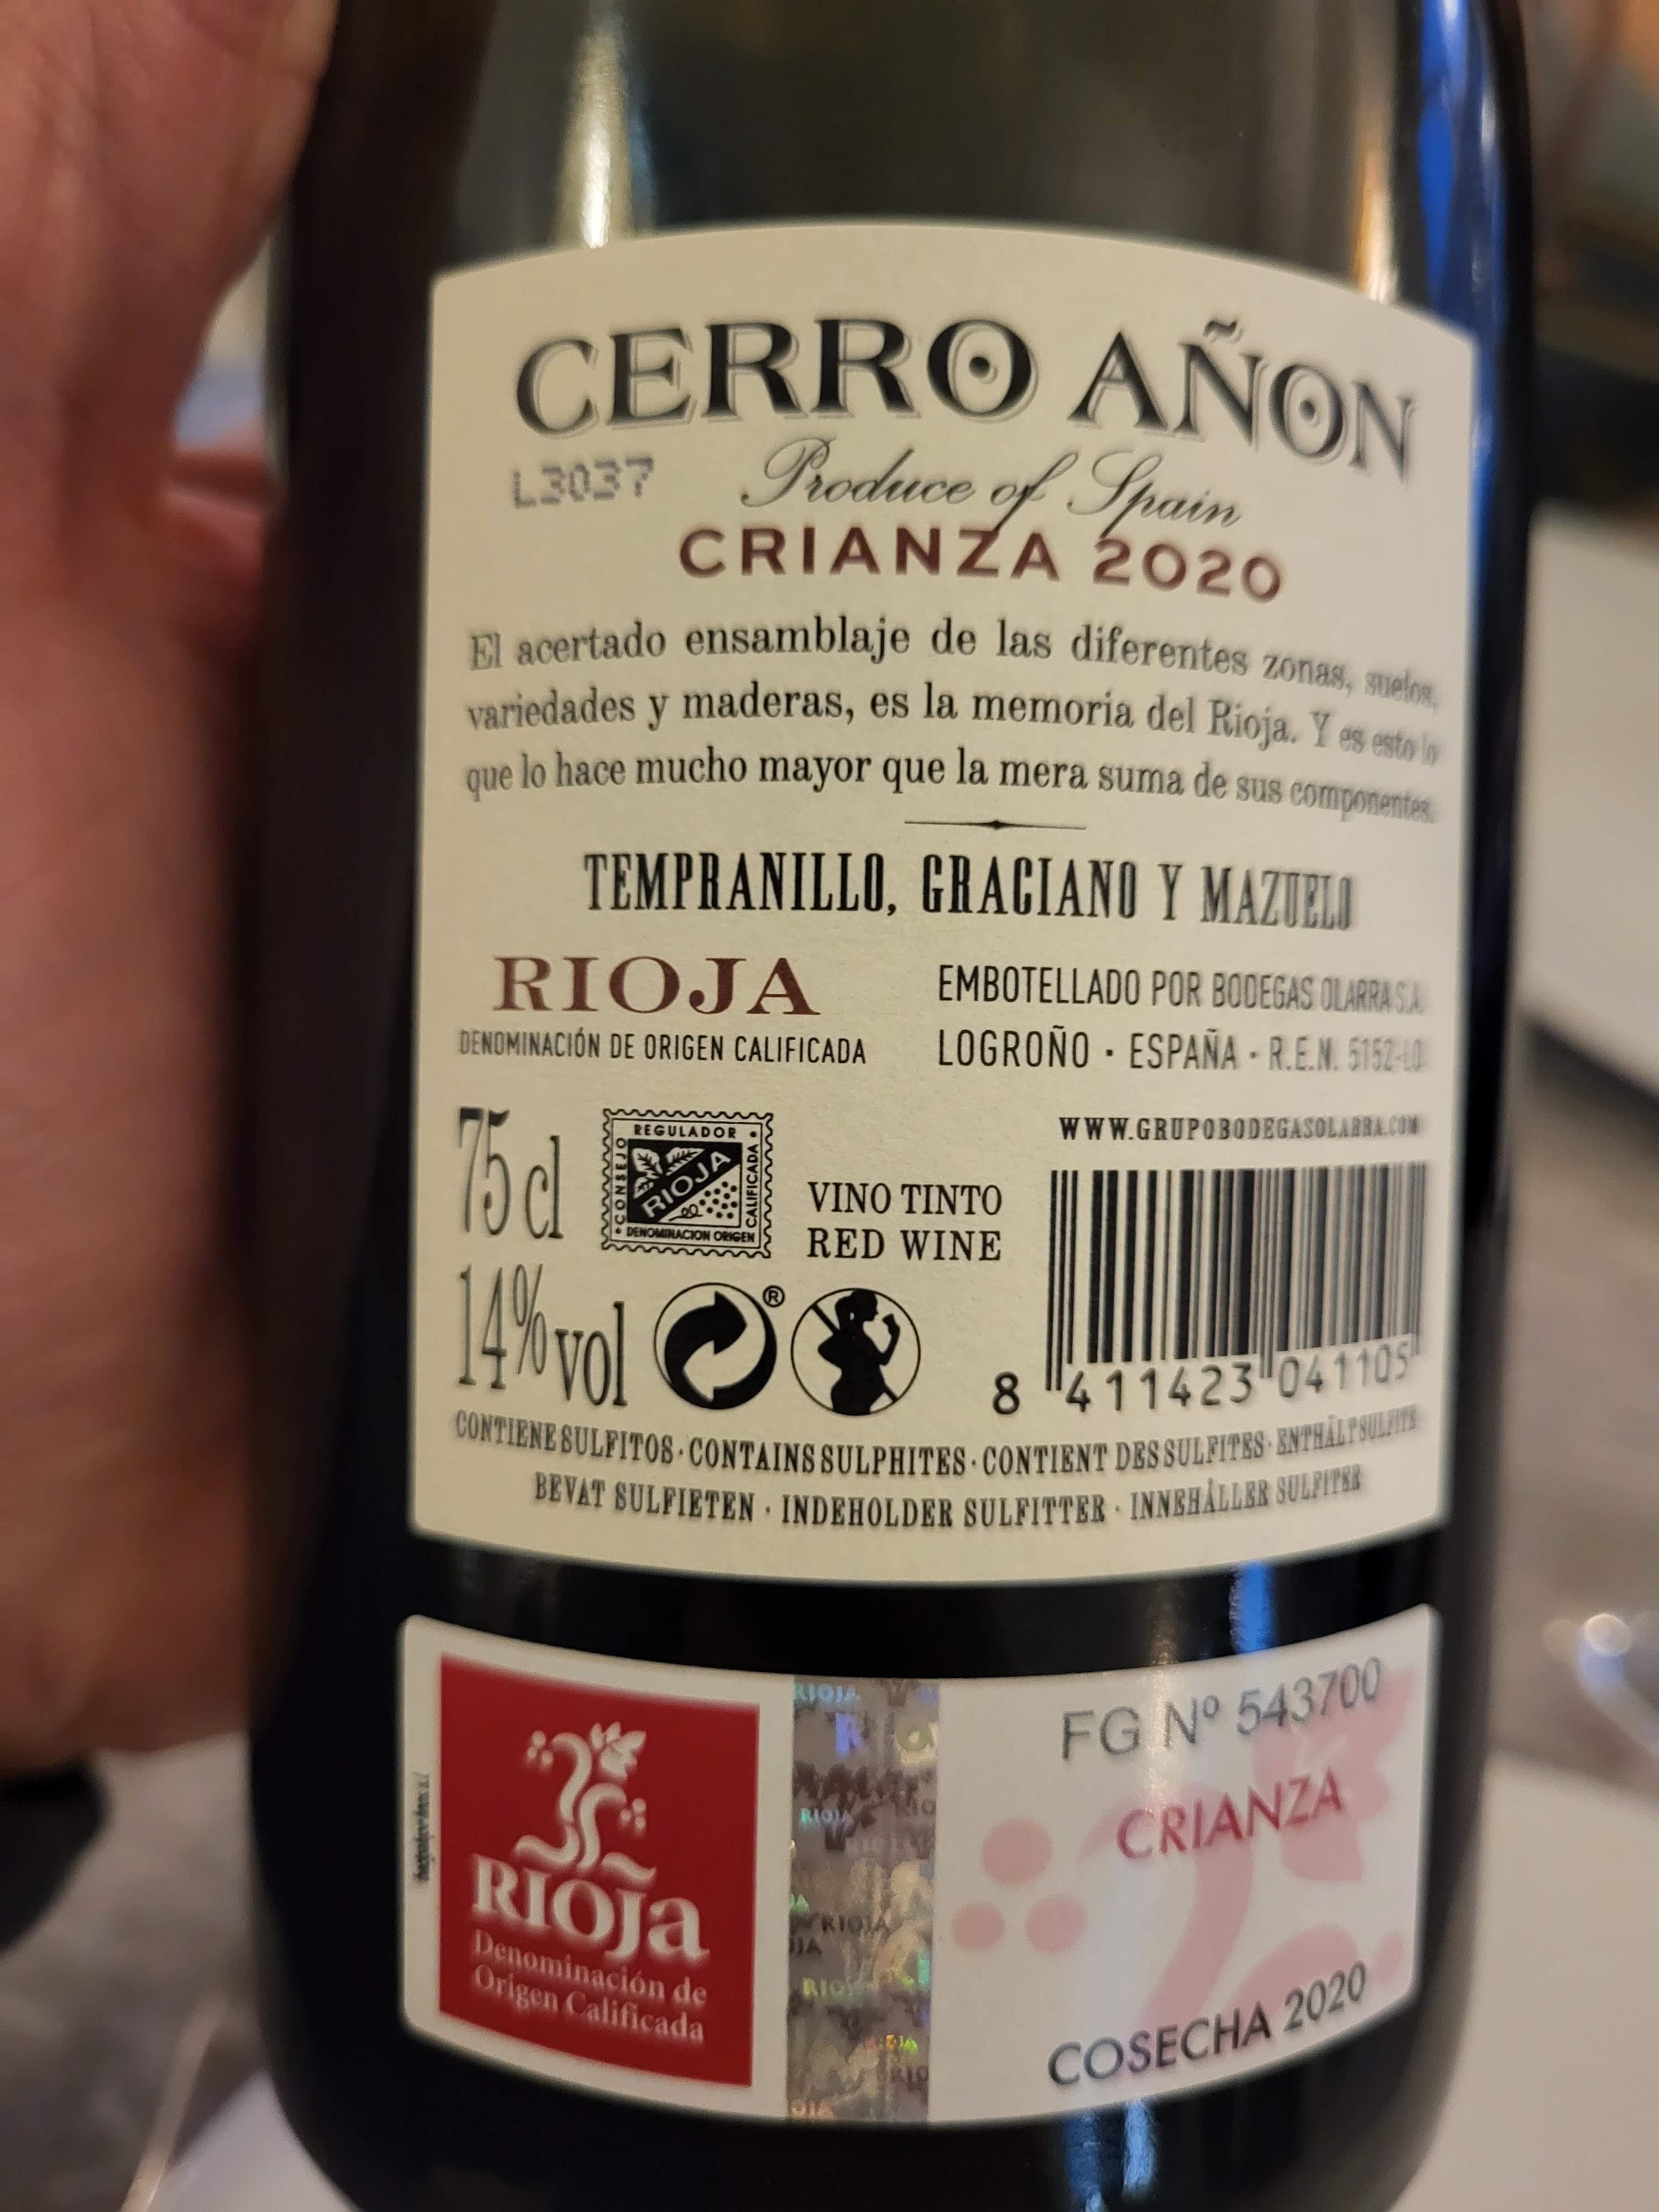 CERRO AÑON
L3037
Produce of Spain
CRIANZA 2020
El acertado ensamblaje de las diferentes zonas, suelos,
variedades y maderas, es la memoria del Rioja. Y es esto lo
que lo hace mucho mayor que la mera suma de sus componentes.
TEMPRANILLO, GRACIANO Y MAZUELO
RIOJA
DENOMINACIÓN DE ORIGEN CALIFICADA
EMBOTELLADO POR BODEGAS OLARRA S.A.
LOGROÑO · ESPAÑA - R.E.N. 5152-LO
75 cl
REGULADOR
CONSEJO
RIOJA
CALIFICADA
DENOMINACION ORIGEN
VINO TINTO
RED WINE
WWW.GRUPOBODEGASOLARRA.COM
14% vol
®
8 411423 041105
CONTIENE SULFITOS · CONTAINS SULPHITES · CONTIENT DES SULFITES · ENTHÄLT SULFITE
BEVAT SULFIETEN · INDEHOLDER SULFITTER · INNEHÅLLER SULFITER
RIOJA
Denominación de
Origen Calificada
RIOJA
RIOJA
RIOJA
FG Nº 543700
CRIANZA
COSECHA 2020